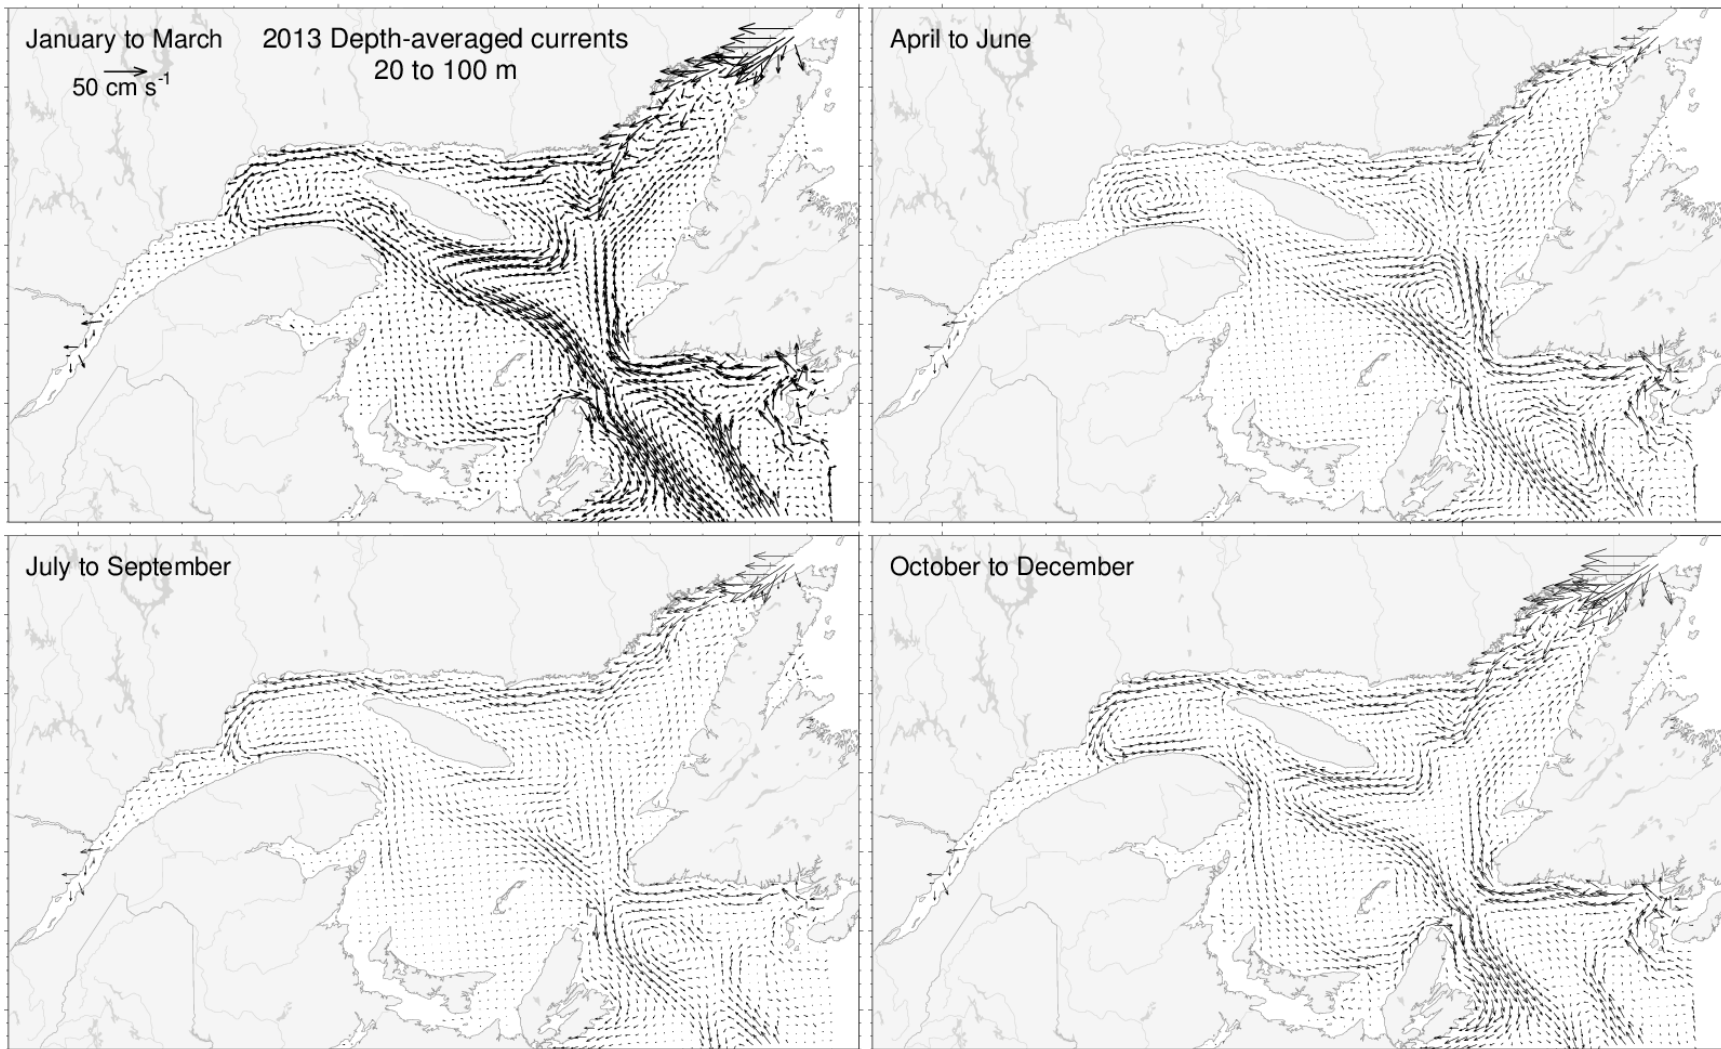 January to March
2013 Depth-averaged currents
20 to 100 m
50 cm s⁻¹
April to June
July to September
October to December